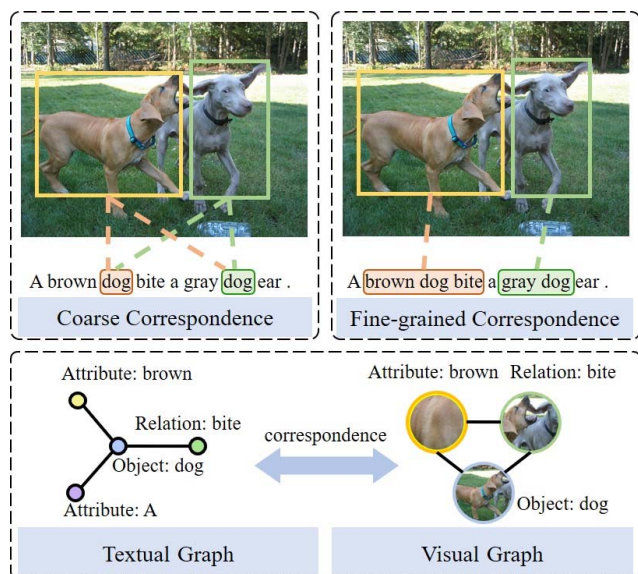 A brown dog bite a gray dog ear .
Coarse Correspondence
A brown dog bite a gray dog ear .
Fine-grained Correspondence
Attribute: brown
Relation: bite
Object: dog
Attribute: A
Textual Graph
correspondence
Attribute: brown Relation: bite
Object: dog
Visual Graph